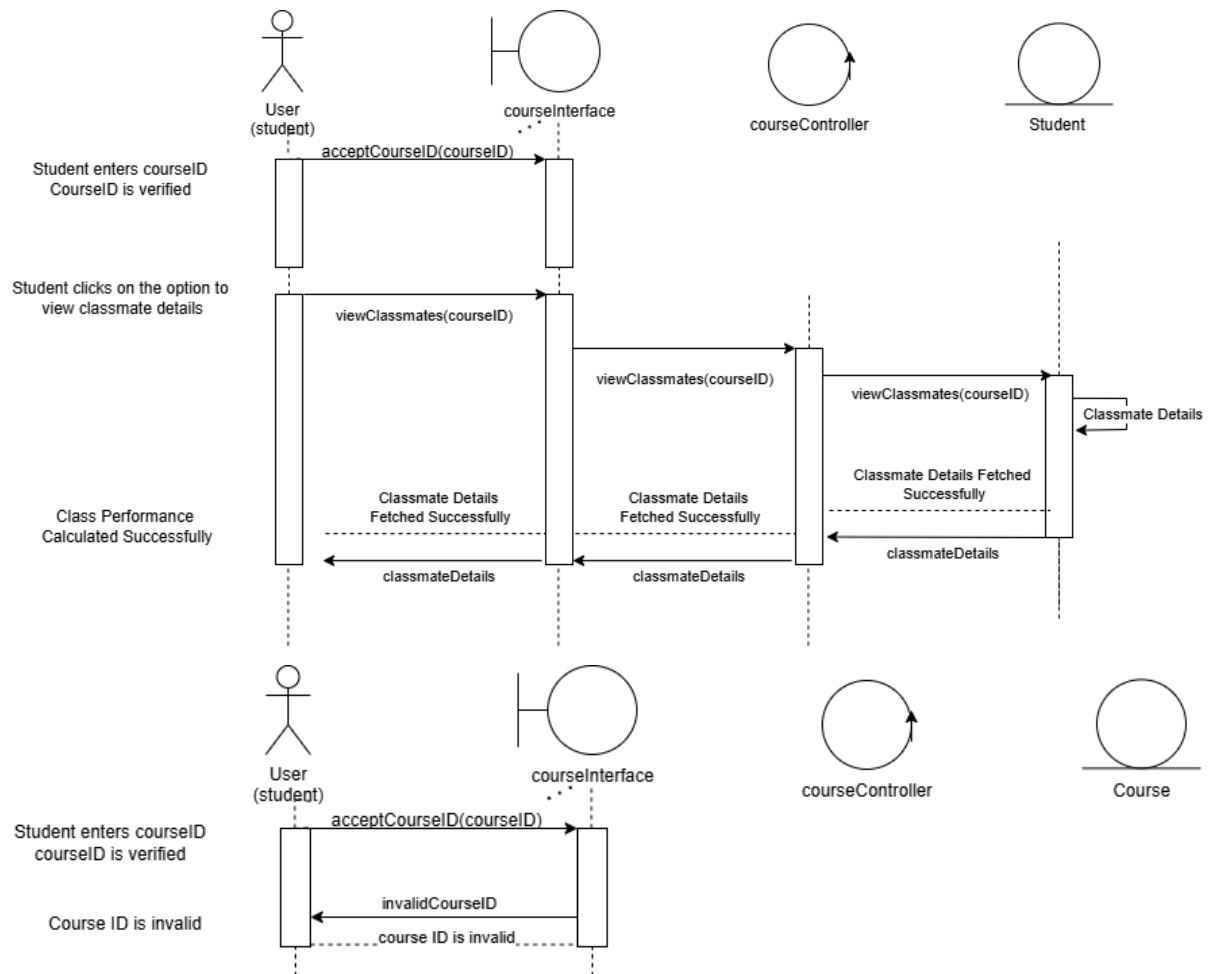 User
(student)
courseInterface
courseController
Student
acceptCourseID(courseID)
Student enters courseID
CourseID is verified
Student clicks on the option to
view classmate details
viewClassmates(courseID)
viewClassmates(courseID)
viewClassmates(courseID)
Classmate Details
Classmate Details Fetched
Successfully
Classmate Details
Fetched Successfully
Classmate Details
Fetched Successfully
Class Performance
Calculated Successfully
classmateDetails
classmateDetails
classmateDetails
User
(student)
courseInterface
courseController
Course
acceptCourseID(courseID)
Student enters courseID
courseID is verified
invalidCourseID
Course ID is invalid
course ID is invalid